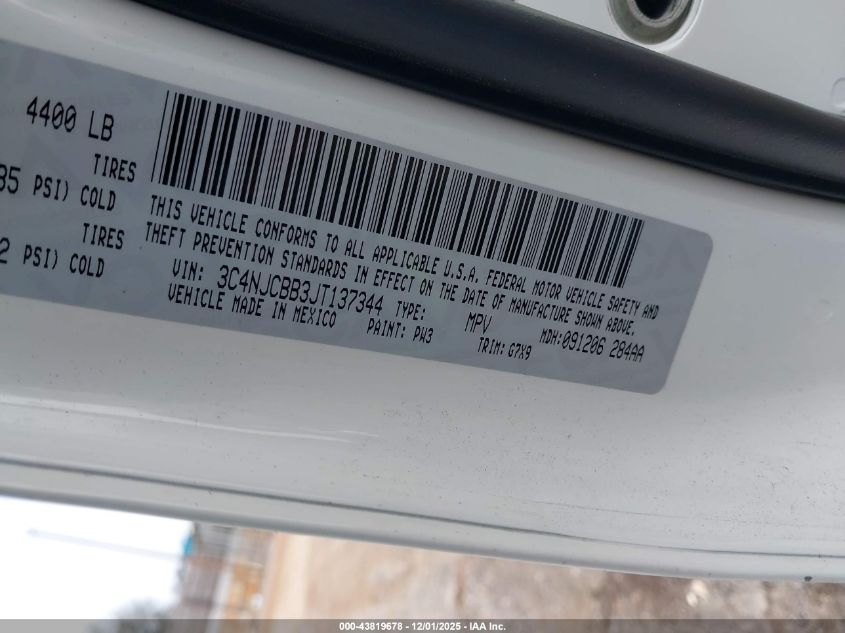 4400 LB
TIRES
35 PSI) COLD
TIRES
2 PSI) COLD
THIS VEHICLE CONFORMS TO ALL APPLICABLE U.S.A. FEDERAL MOTOR VEHICLE SAFETY AND
THEFT PREVENTION STANDARDS IN EFFECT ON THE DATE OF MANUFACTURE SHOWN ABOVE.
VIN: 3C4NJCBB3JT137344 TYPE: MPV MDH:091206 284AA
VEHICLE MADE IN MEXICO PAINT: PW3 TRIM: G7X9
000-43819678 - 12/01/2025 - IAA Inc.